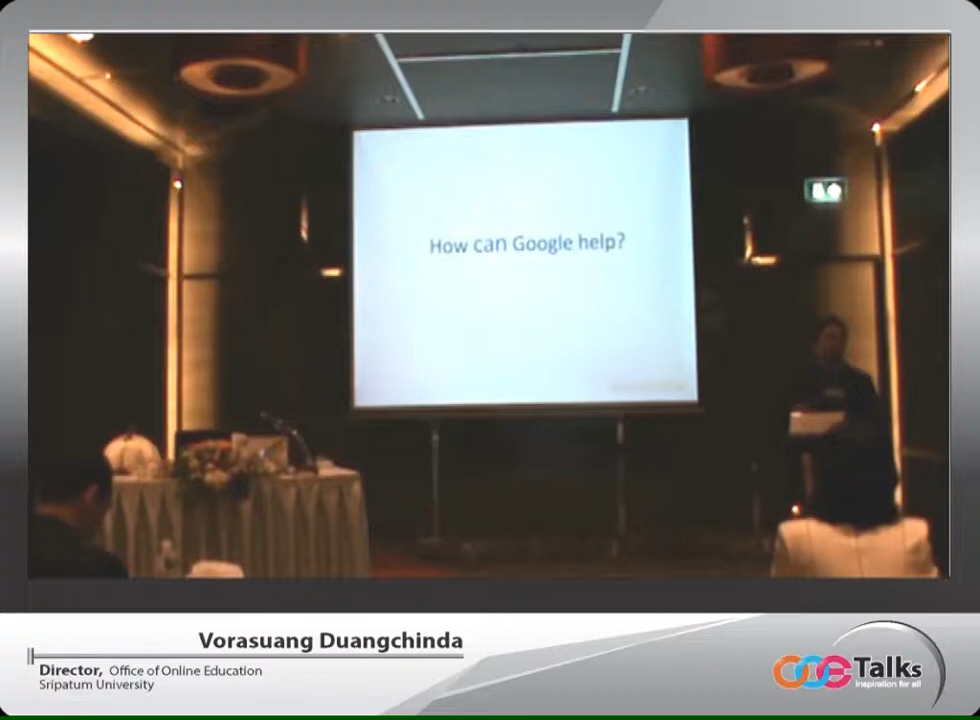 How can Google help?
Vorasuang Duangchinda
Director, Office of Online Education
Sripatum University
Talks
Inspiration for all